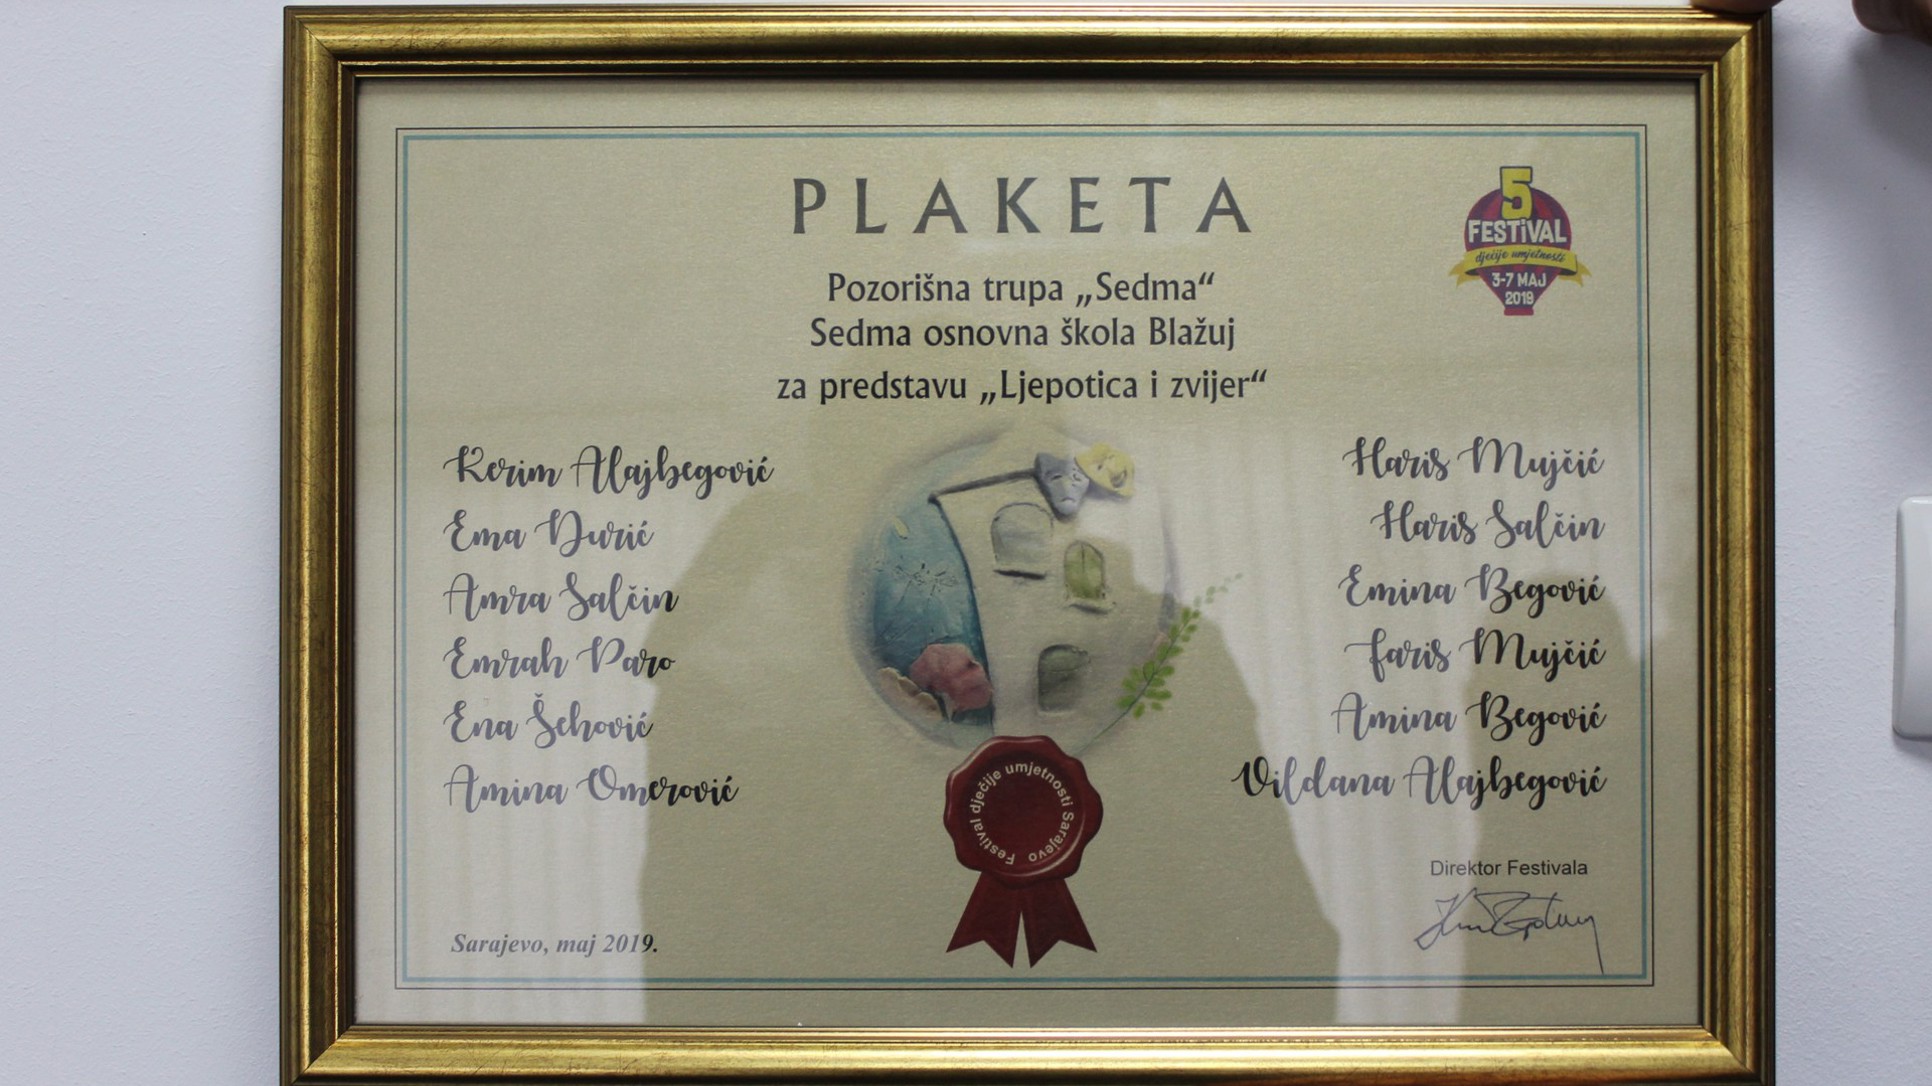 PLAKETA
5
FESTiVAL
dječije umjetnosti
3-7 MAJ
2019
Pozorišna trupa „Sedma“
Sedma osnovna škola Blažuj
za predstavu „Ljepotica i zvijer“
Kerim Alajbegović
Ema Durić
Amra Salčin
Emrah Paro
Ena Šehović
Amina Omerović
Haris Mujčić
Haris Salčin
Emina Begović
Faris Mujčić
Amina Begović
Vildana Alajbegović
Festival dječije umjetnosti Sarajevo
Direktor Festivala
Sarajevo, maj 2019.